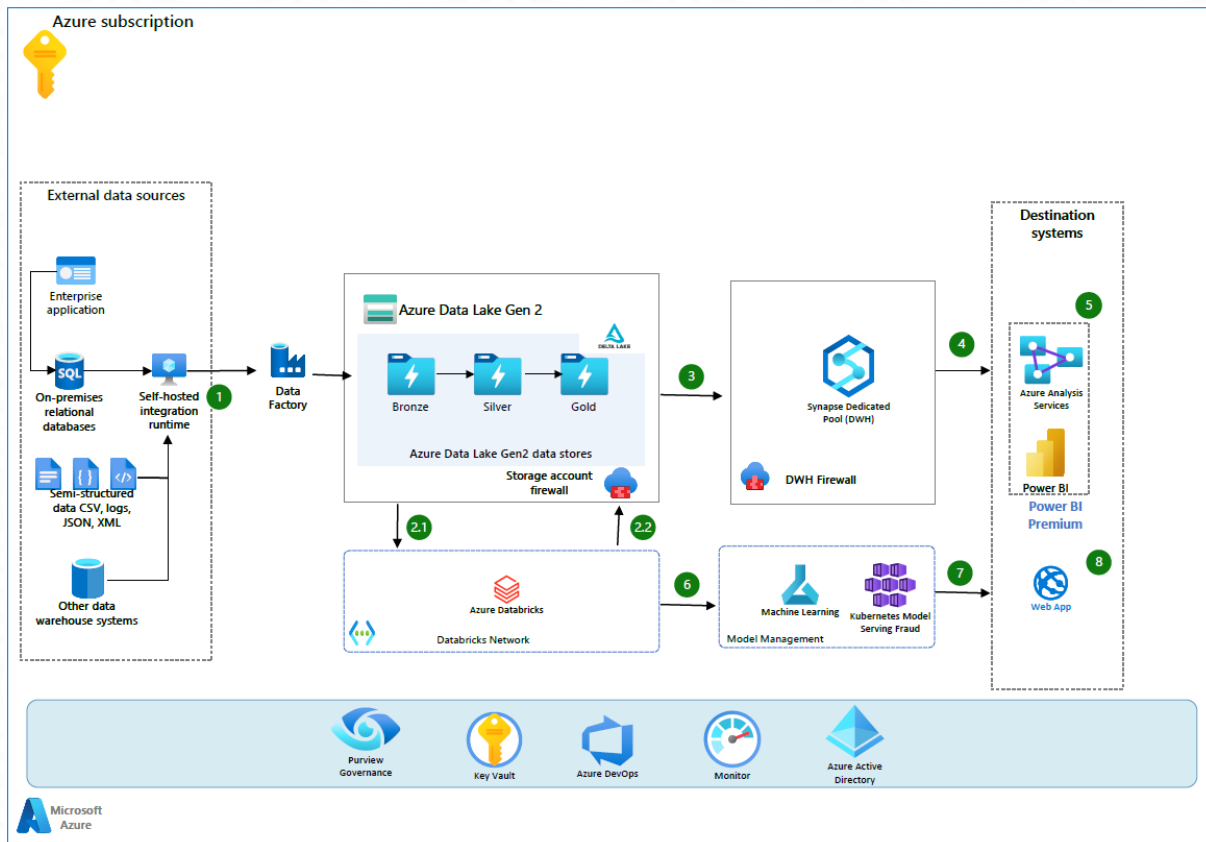 Azure subscription
External data sources
Enterprise
application
SQL
On-premises
relational
databases
Self-hosted
integration
runtime
1
Semi-structured
data CSV, logs,
JSON, XML
Other data
warehouse systems
Data
Factory
Azure Data Lake Gen 2
DELTA LAKE
Bronze
Silver
Gold
Azure Data Lake Gen2 data stores
Storage account
firewall
2.1
2.2
Azure Databricks
Databricks Network
3
Synapse Dedicated
Pool (DWH)
DWH Firewall
6
Machine Learning
Kubernetes Model
Serving Fraud
Model Management
4
7
Destination
systems
5
Azure Analysis
Services
Power BI
Power BI
Premium
8
Web App
Purview
Governance
Key Vault
Azure DevOps
Monitor
Azure Active
Directory
Microsoft
Azure